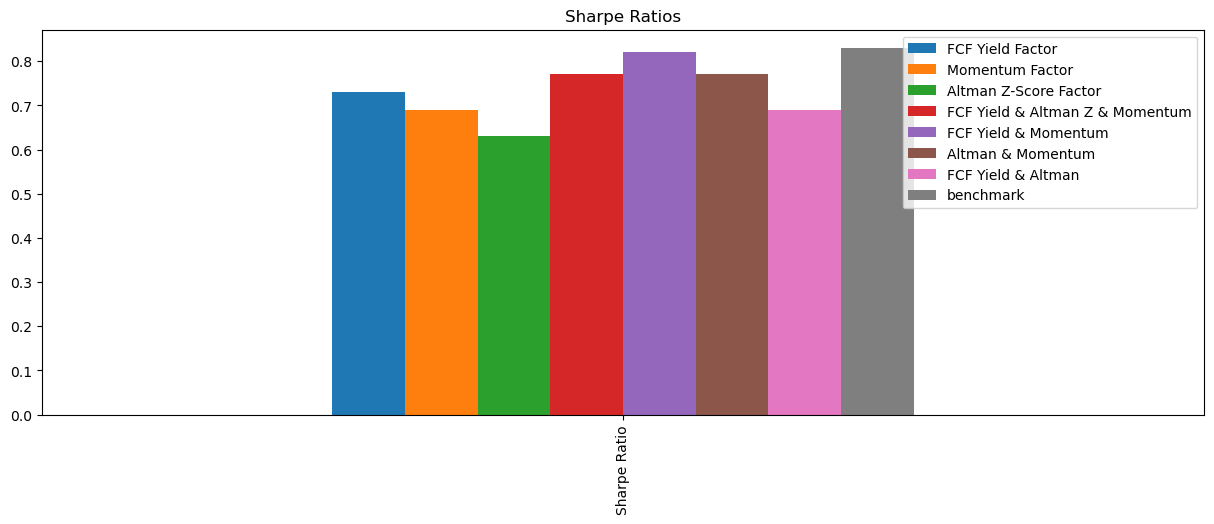 Sharpe Ratios
0.8
0.7
0.6
0.5
0.4
0.3
0.2
0.1
0.0
FCF Yield Factor
Momentum Factor
Altman Z-Score Factor
FCF Yield & Altman Z & Momentum
FCF Yield & Momentum
Altman & Momentum
FCF Yield & Altman
benchmark
Sharpe Ratio